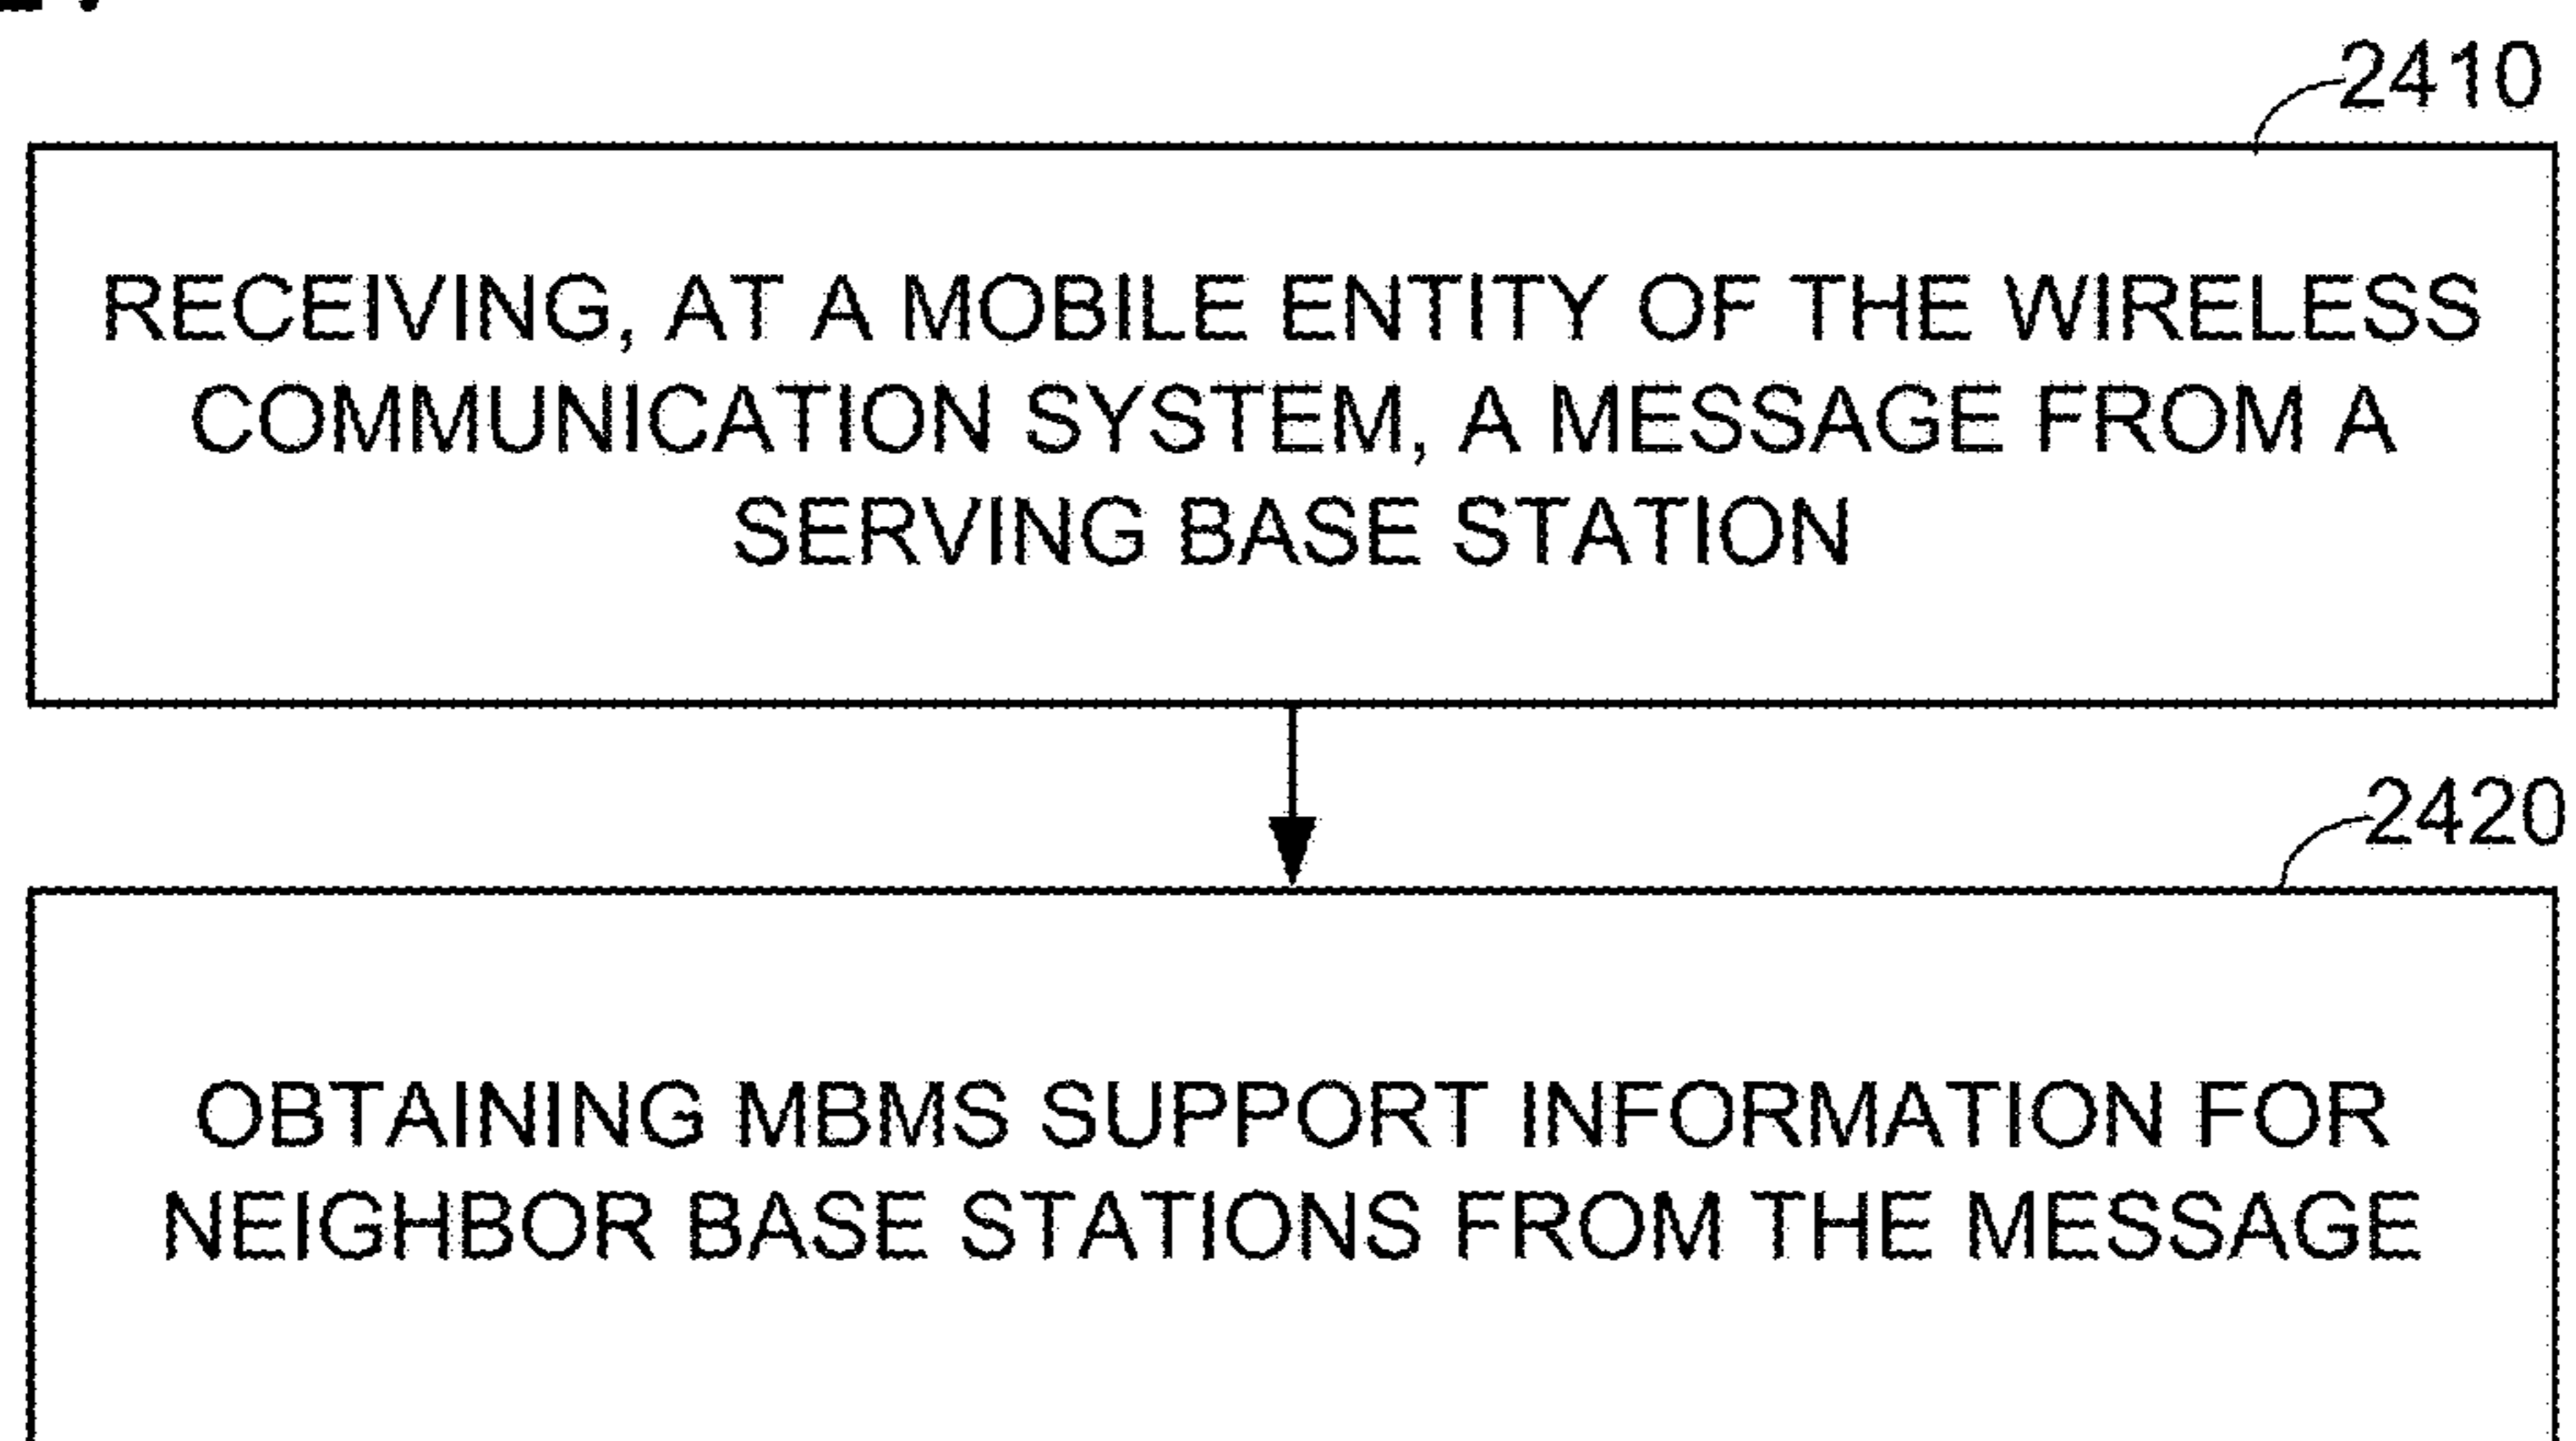 2410
RECEIVING, AT A MOBILE ENTITY OF THE WIRELESS
COMMUNICATION SYSTEM, A MESSAGE FROM A
SERVING BASE STATION
2420
OBTAINING MBMS SUPPORT INFORMATION FOR
NEIGHBOR BASE STATIONS FROM THE MESSAGE